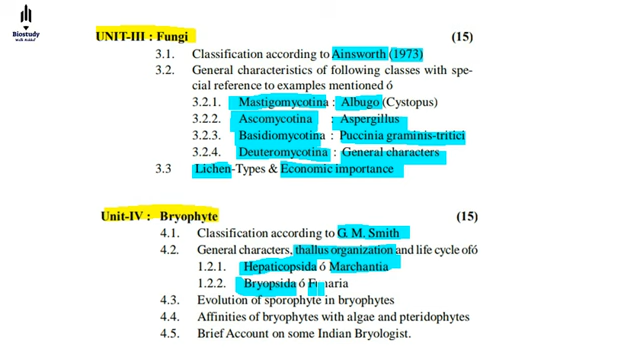 Biostudy
UNIT-III : Fungi (15)
3.1. Classification according to Ainsworth (1973)
3.2. General characteristics of following classes with spe-
cial reference to examples mentioned ó
3.2.1. Mastigomycotina : Albugo (Cystopus)
3.2.2. Ascomycotina : Aspergillus
3.2.3. Basidiomycotina : Puccinia graminis-tritici
3.2.4. Deuteromycotina : General characters
3.3 Lichen-Types & Economic importance
Unit-IV : Bryophyte (15)
4.1. Classification according to G. M. Smith
4.2. General characters, thallus organization and life cycle ofó
1.2.1. Hepaticopsida ó Marchantia
1.2.2. Bryopsida ó Funaria
4.3. Evolution of sporophyte in bryophytes
4.4. Affinities of bryophytes with algae and pteridophytes
4.5. Brief Account on some Indian Bryologist.